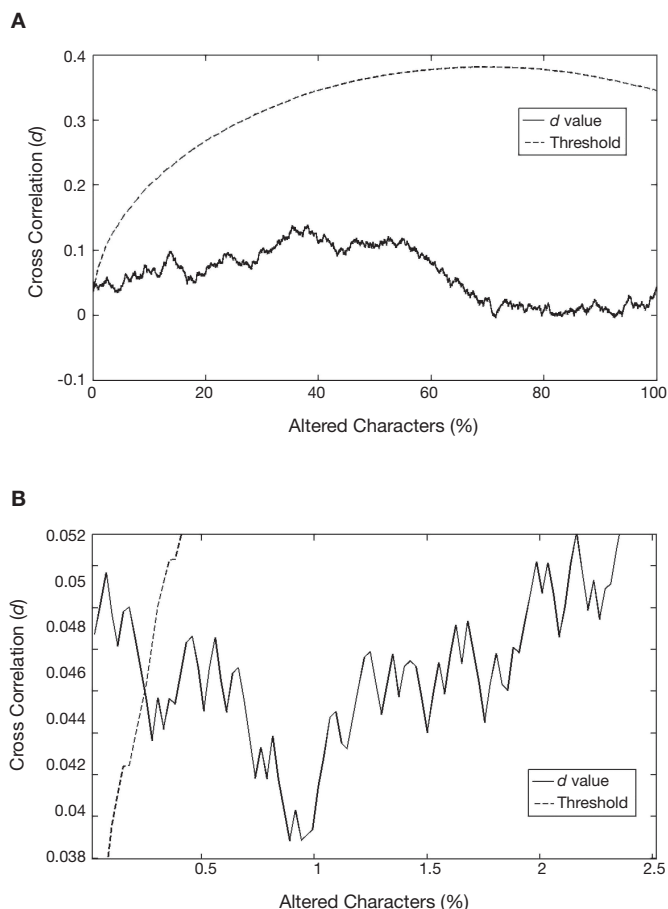 A
0.4
0.3
0.2
0.1
0
-0.1
Cross Correlation (d)
d value
Threshold
0 20 40 60 80 100
Altered Characters (%)
B
0.052
0.05
0.048
0.046
0.044
0.042
0.04
0.038
Cross Correlation (d)
d value
Threshold
0.5 1 1.5 2 2.5
Altered Characters (%)